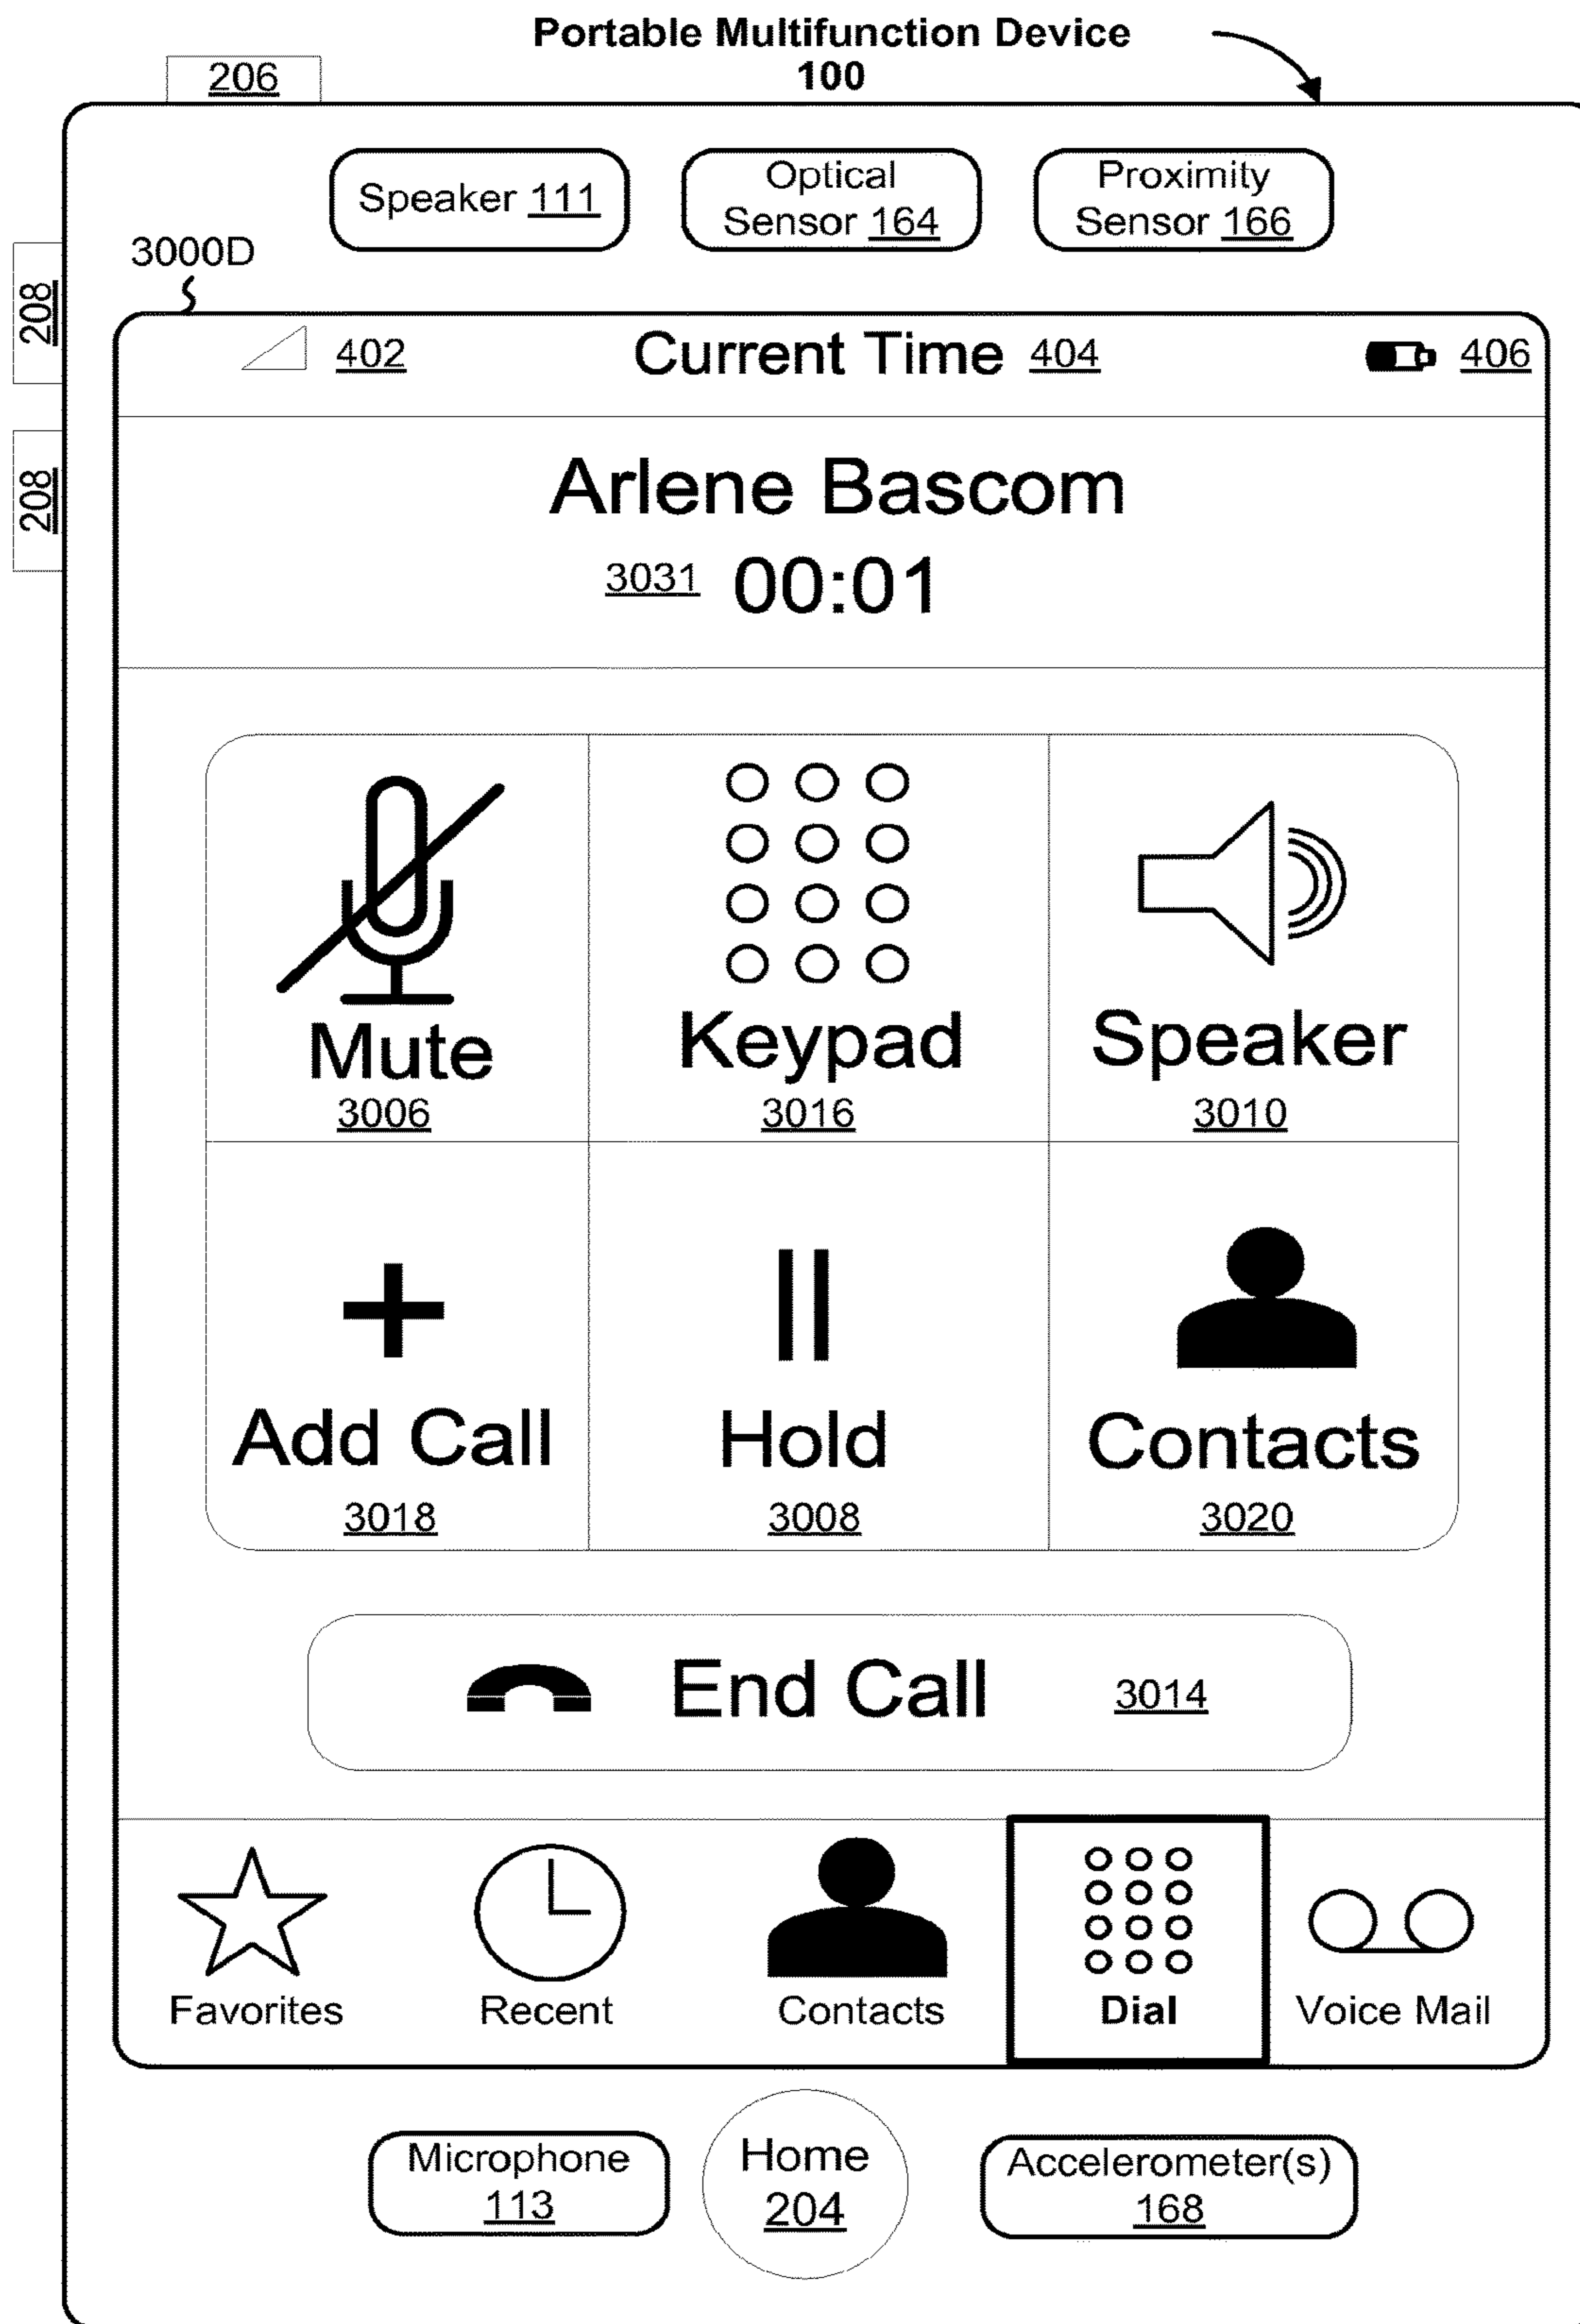 Portable Multifunction Device
100
206
Speaker 111
Optical
Sensor 164
Proximity
Sensor 166
3000D
208
208
402
Current Time 404
406
Arlene Bascom
3031 00:01
Mute
3006
Keypad
3016
Speaker
3010
Add Call
3018
Hold
3008
Contacts
3020
End Call 3014
Favorites
Recent
Contacts
Dial
Voice Mail
Microphone
113
Home
204
Accelerometer(s)
168